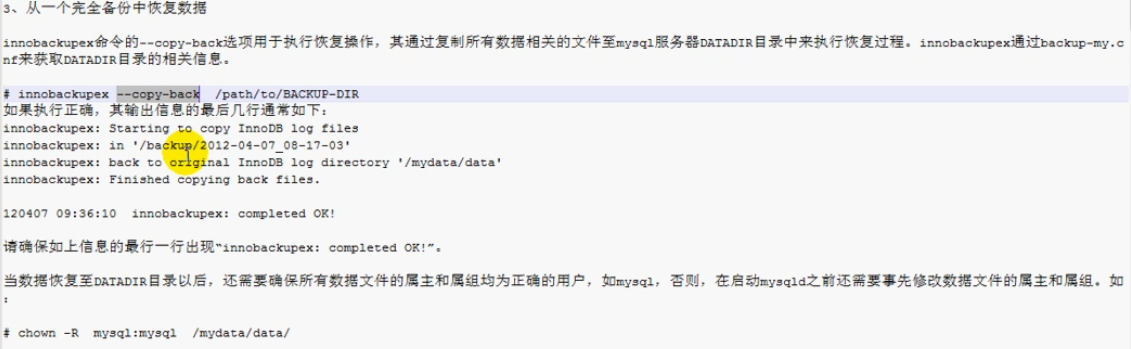 3、从一个完全备份中恢复数据
innobackupex命令的--copy-back选项用于执行恢复操作，其通过复制所有数据相关的文件至mysql服务器DATADIR目录中来执行恢复过程。innobackupex通过backup-my.c
nf来获取DATADIR目录的相关信息。
# innobackupex --copy-back  /path/to/BACKUP-DIR
如果执行正确，其输出信息的最后几行通常如下：
innobackupex: Starting to copy InnoDB log files
innobackupex: in '/backup/2012-04-07_08-17-03'
innobackupex: back to original InnoDB log directory '/mydata/data'
innobackupex: Finished copying back files.
120407 09:36:10  innobackupex: completed OK!
请确保如上信息的最行一行出现“innobackupex: completed OK!”。
当数据恢复至DATADIR目录以后，还需要确保所有数据文件的属主和属组均为正确的用户，如mysql，否则，在启动mysqld之前还需要事先修改数据文件的属主和属组。如
：
# chown -R  mysql:mysql  /mydata/data/